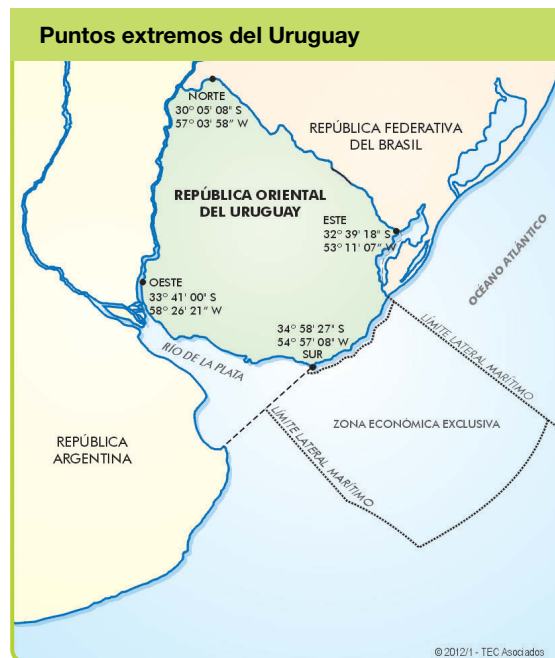 Puntos extremos del Uruguay
NORTE
30° 05' 08" S
57° 03' 58" W
REPÚBLICA FEDERATIVA
DEL BRASIL
REPÚBLICA ORIENTAL
DEL URUGUAY
ESTE
32° 39' 18" S
53° 11' 07" W
OCÉANO ATLÁNTICO
OESTE
33° 41' 00" S
58° 26' 21" W
34° 58' 27" S
54° 57' 08" W
SUR
RÍO DE LA PLATA
LÍMITE LATERAL MARÍTIMO
LÍMITE LATERAL MARÍTIMO
ZONA ECONÓMICA EXCLUSIVA
REPÚBLICA
ARGENTINA
© 2012/1 - TEC Asociados